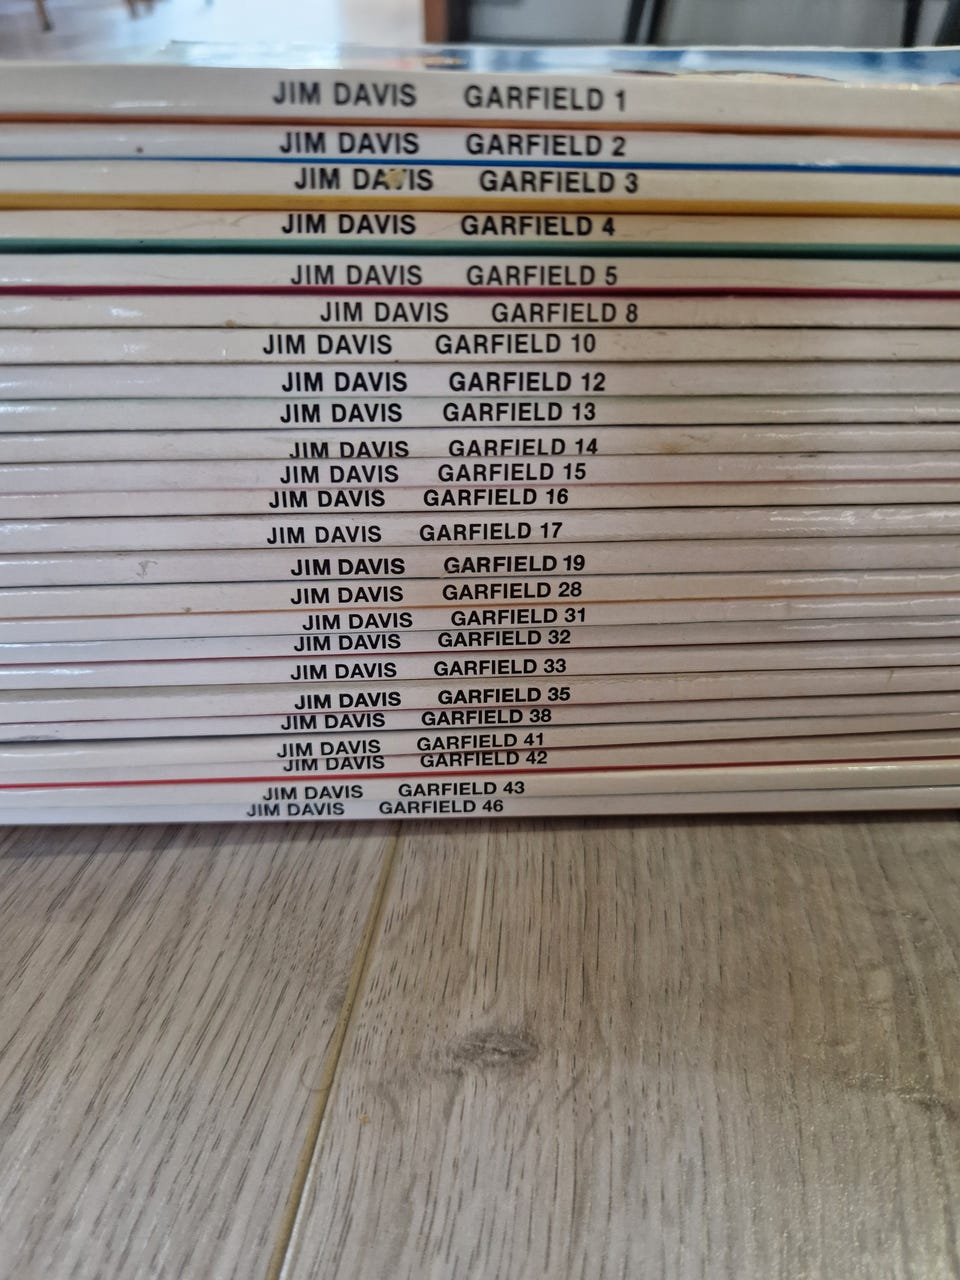 JIM DAVIS GARFIELD 1
JIM DAVIS GARFIELD 2
JIM DAVIS GARFIELD 3
JIM DAVIS GARFIELD 4
JIM DAVIS GARFIELD 5
JIM DAVIS GARFIELD 8
JIM DAVIS GARFIELD 10
JIM DAVIS GARFIELD 12
JIM DAVIS GARFIELD 13
JIM DAVIS GARFIELD 14
JIM DAVIS GARFIELD 15
JIM DAVIS GARFIELD 16
JIM DAVIS GARFIELD 17
JIM DAVIS GARFIELD 19
JIM DAVIS GARFIELD 28
JIM DAVIS GARFIELD 31
JIM DAVIS GARFIELD 32
JIM DAVIS GARFIELD 33
JIM DAVIS GARFIELD 35
JIM DAVIS GARFIELD 38
JIM DAVIS GARFIELD 41
JIM DAVIS GARFIELD 42
JIM DAVIS GARFIELD 43
JIM DAVIS GARFIELD 46